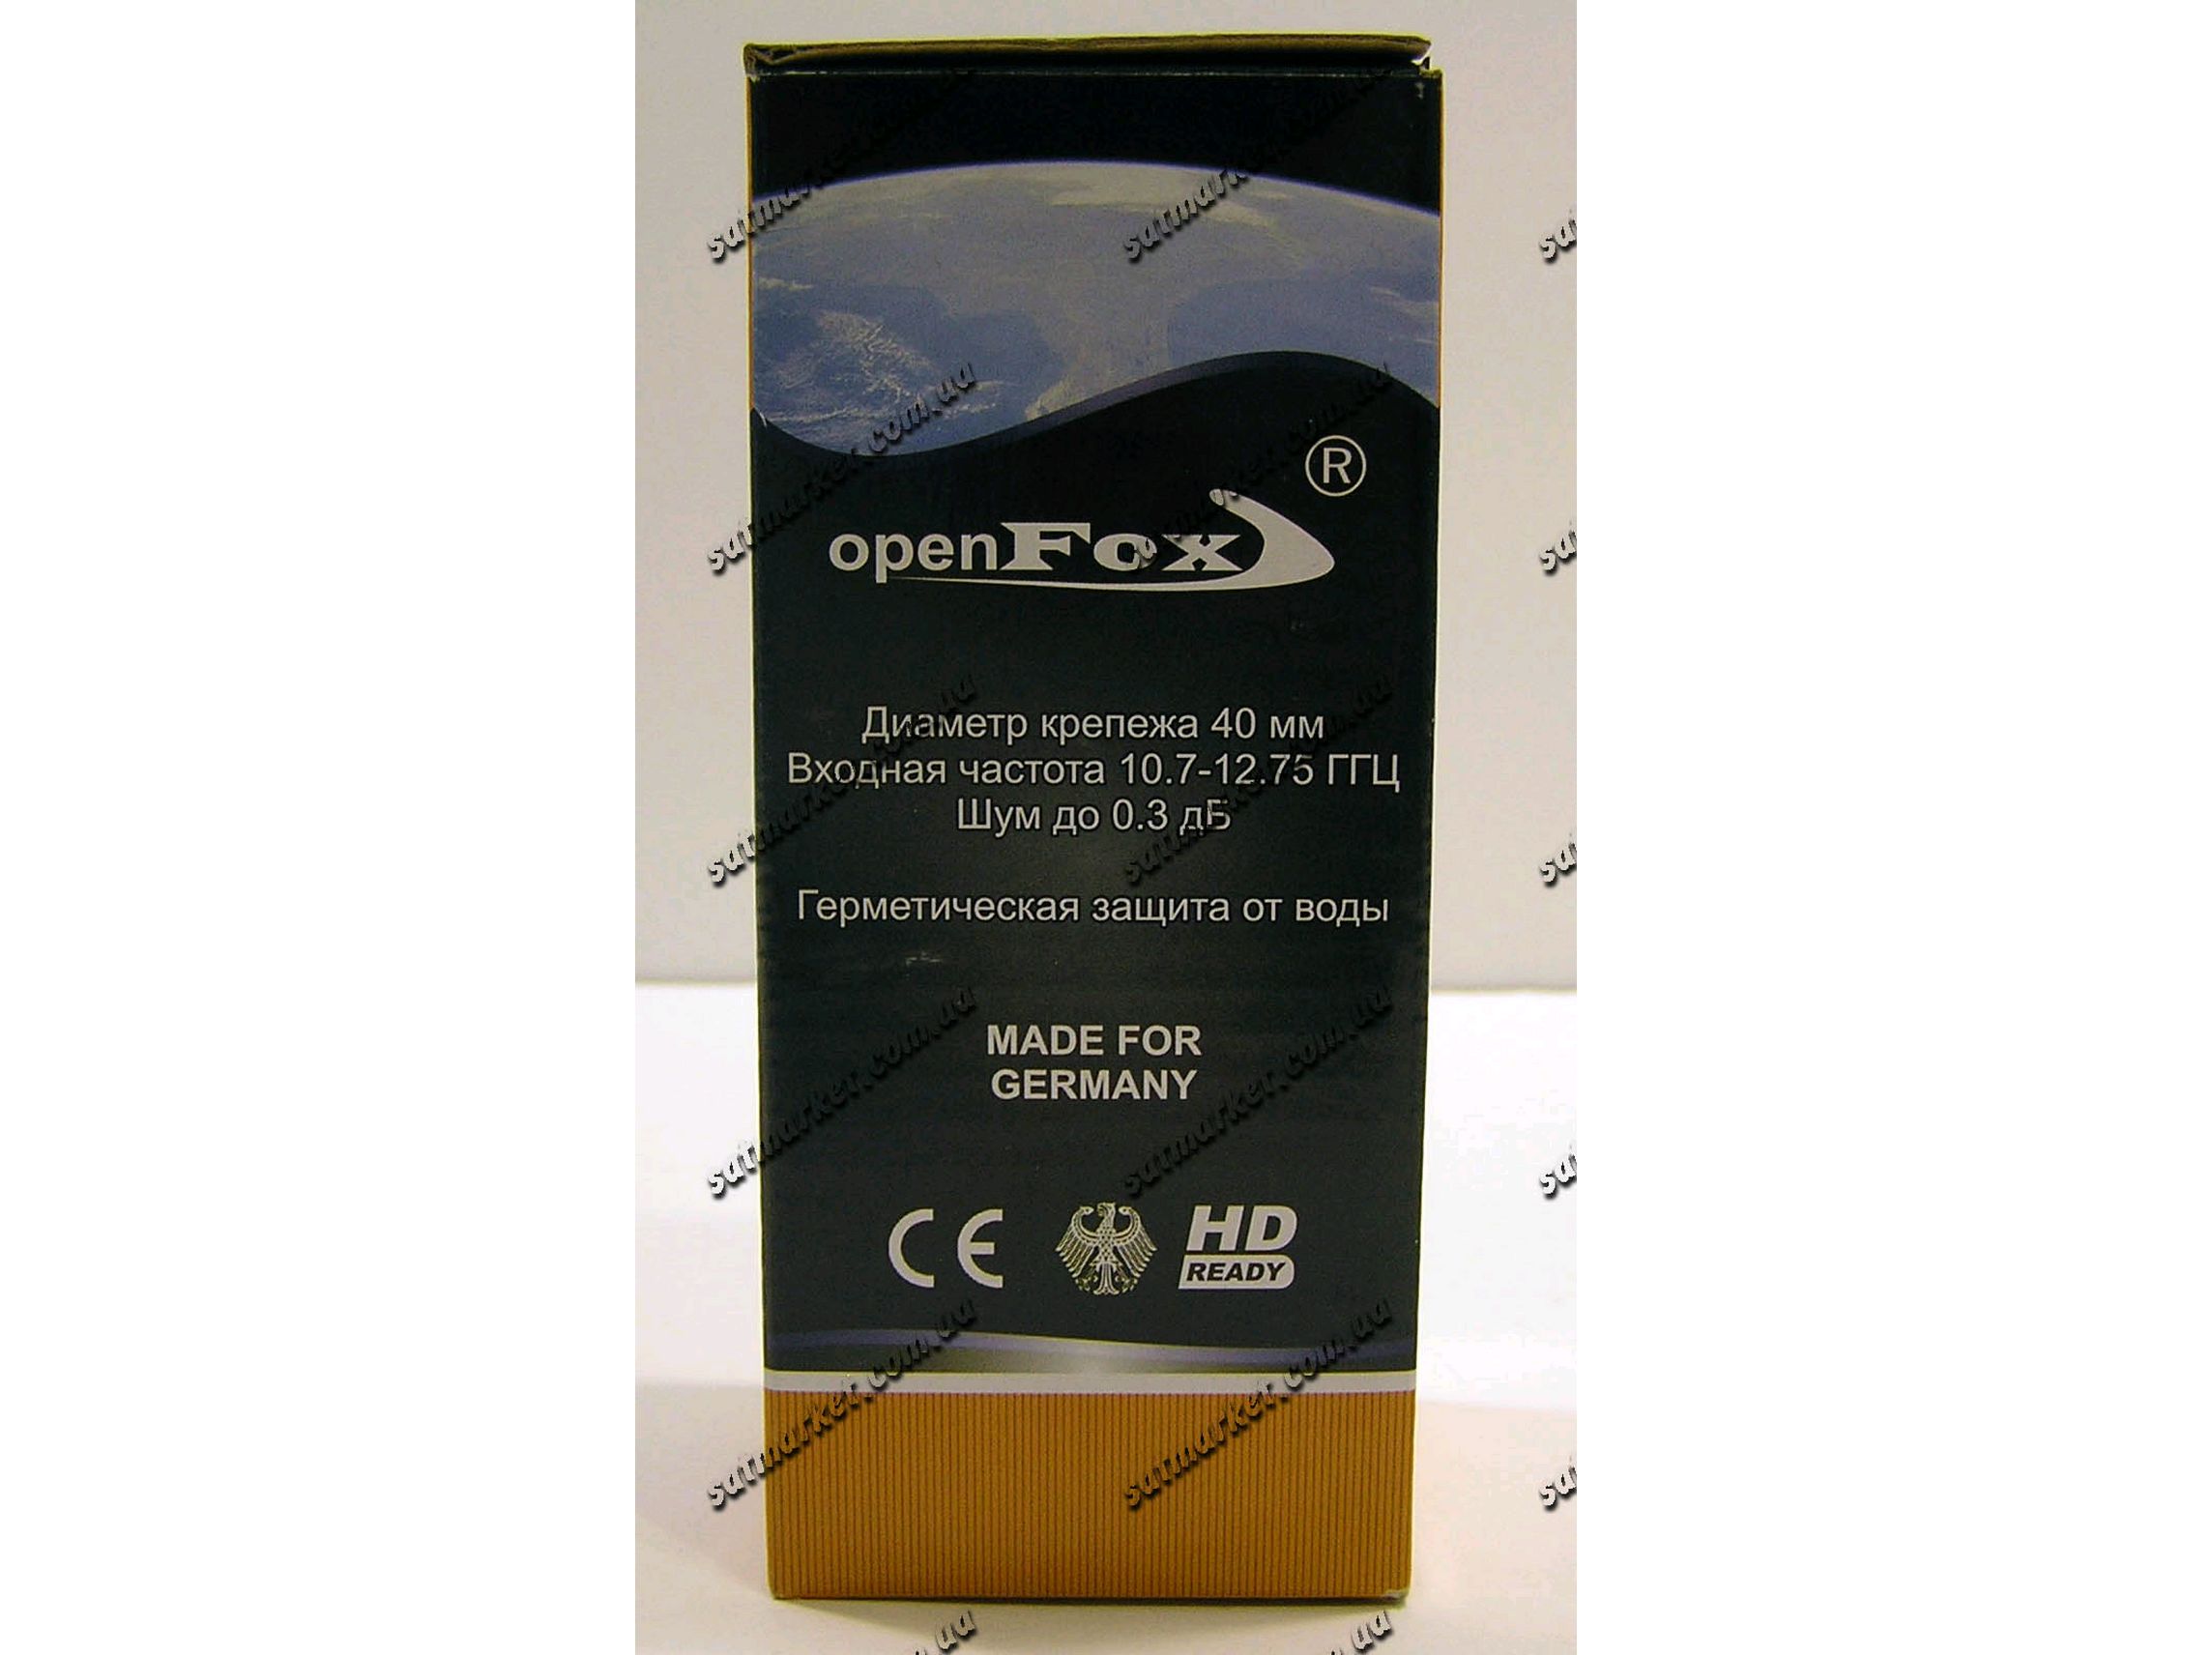 ®
openFox
Диаметр крепежа 40 мм
Входная частота 10.7-12.75 ГГЦ
Шум до 0.3 дБ
Герметическая защита от воды
MADE FOR
GERMANY
CE
HD
READY
satmarket.com.ua